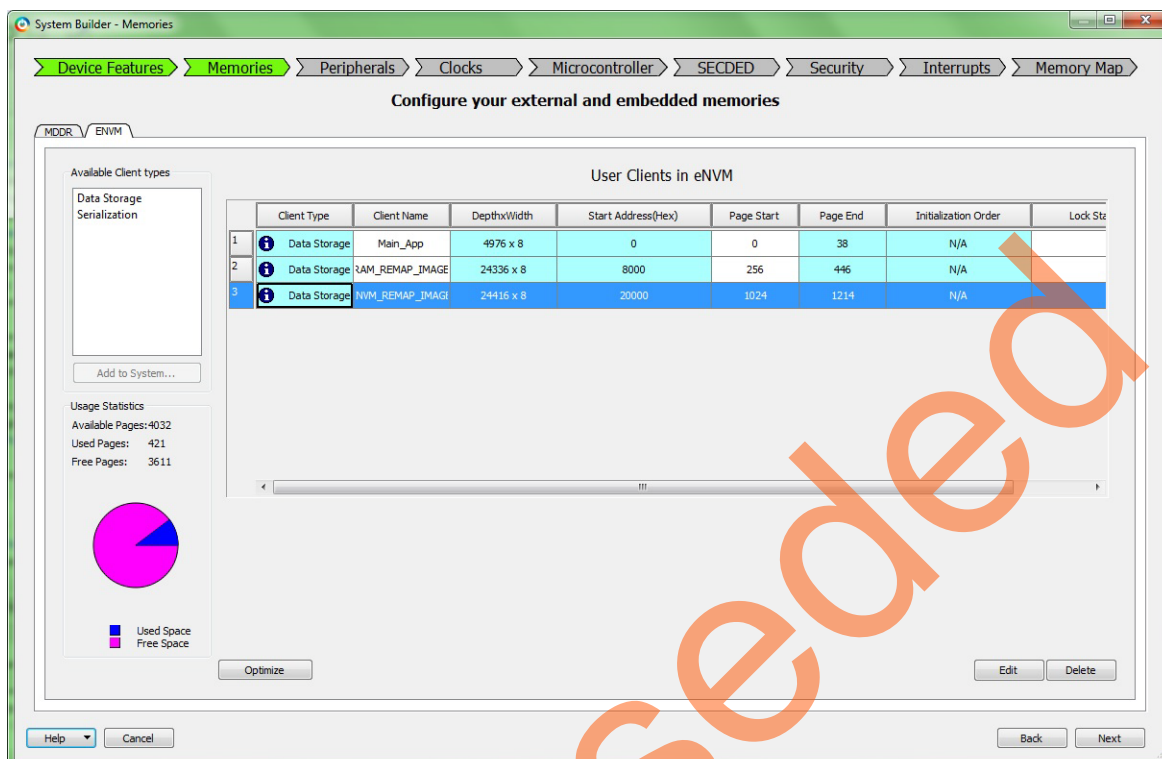 System Builder - Memories
Device Features Memories Peripherals Clocks Microcontroller SECDED Security Interrupts Memory Map
Configure your external and embedded memories
MDDR ENVM
Available Client types
Data Storage
Serialization
Add to System...
Usage Statistics
Available Pages:4032
Used Pages: 421
Free Pages: 3611
Used Space
Free Space
User Clients in eNVM
Client Type Client Name DepthxWidth Start Address(Hex) Page Start Page End Initialization Order Lock Sta
1 Data Storage Main_App 4976 x 8 0 0 38 N/A
2 Data Storage RAM_REMAP_IMAGE 24336 x 8 8000 256 446 N/A
3 Data Storage NVM_REMAP_IMAGE 24416 x 8 20000 1024 1214 N/A
Optimize Edit Delete
Help Cancel Back Next
seded